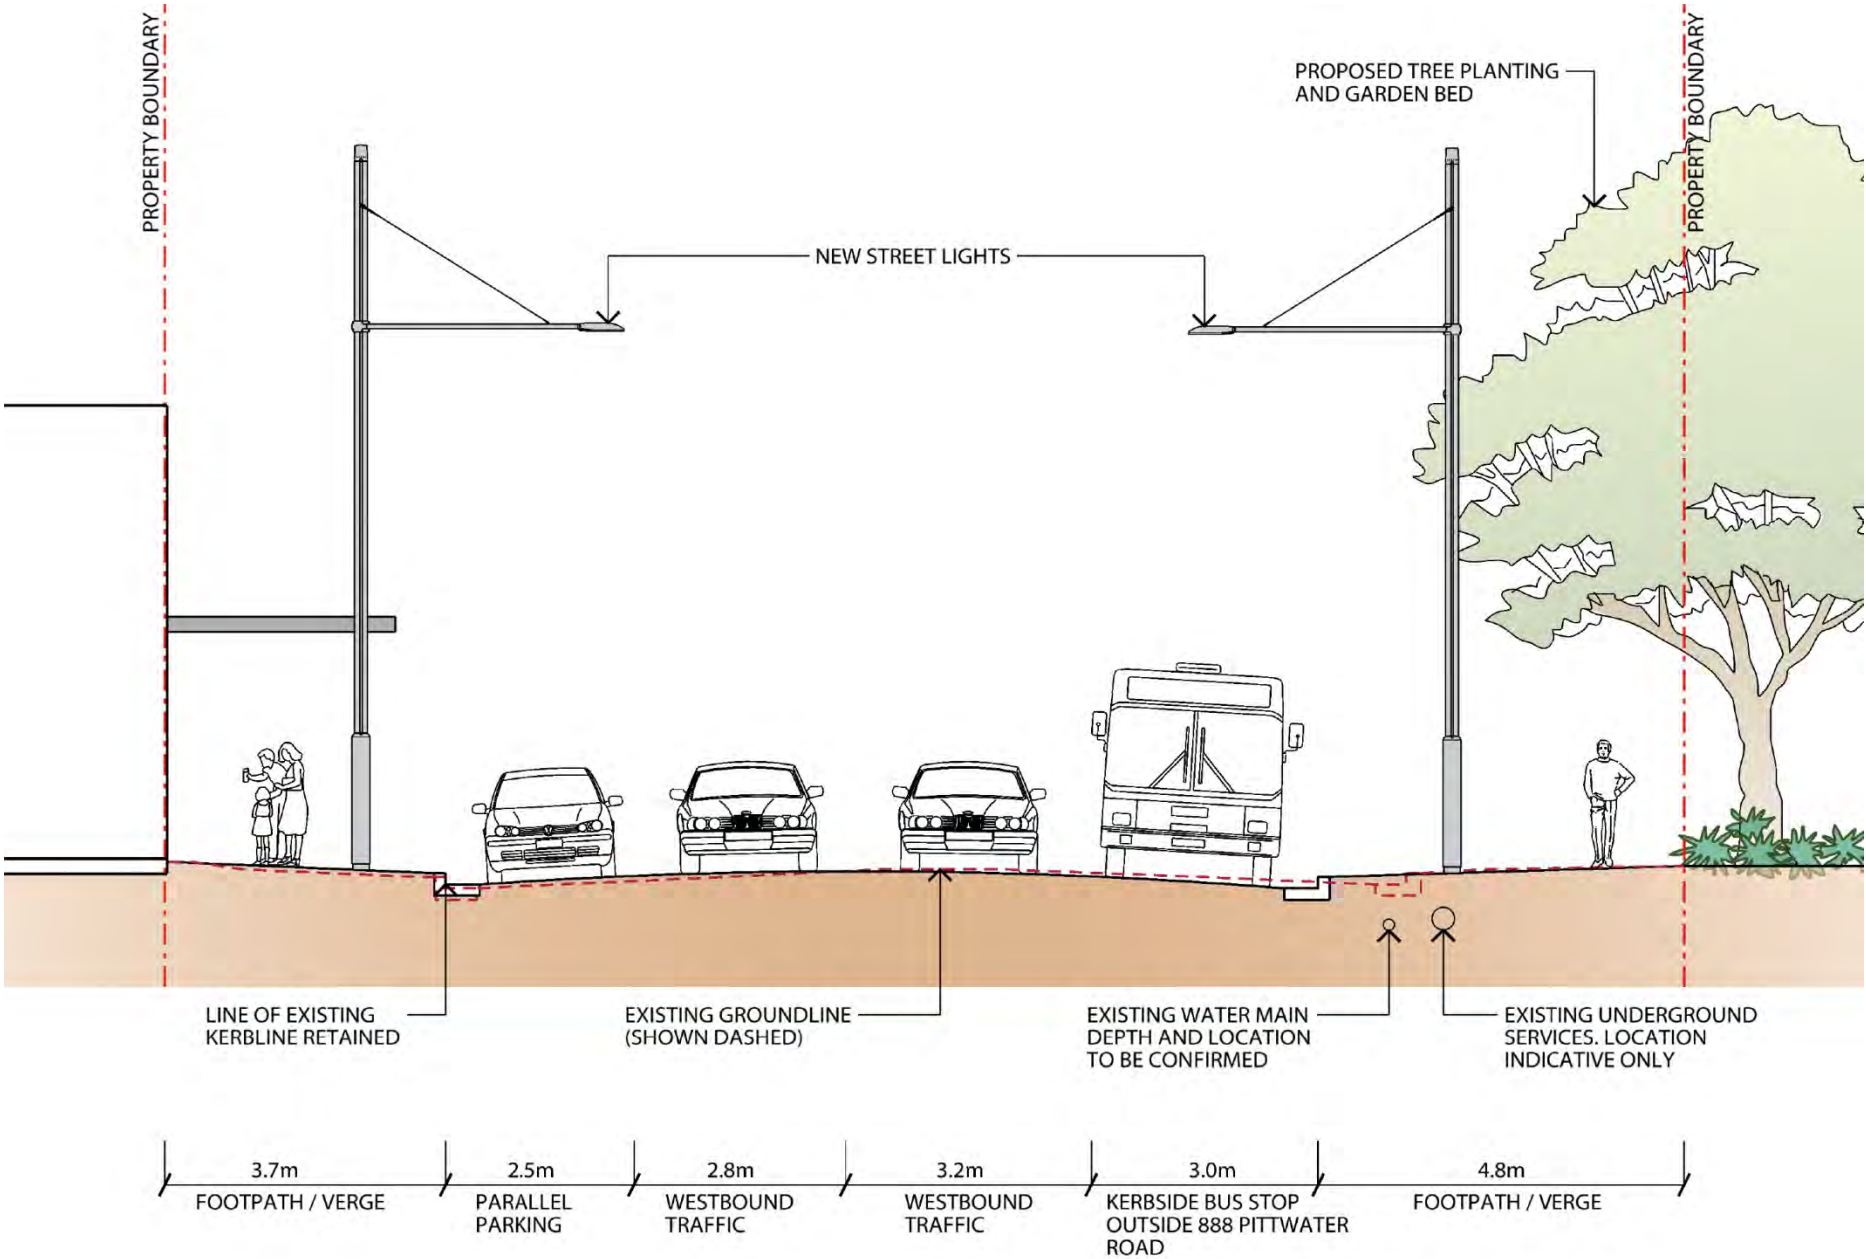 PROPERTY BOUNDARY
PROPOSED TREE PLANTING
AND GARDEN BED
PROPERTY BOUNDARY
NEW STREET LIGHTS
LINE OF EXISTING
KERBLINE RETAINED
EXISTING GROUNDLINE
(SHOWN DASHED)
EXISTING WATER MAIN
DEPTH AND LOCATION
TO BE CONFIRMED
EXISTING UNDERGROUND
SERVICES. LOCATION
INDICATIVE ONLY
3.7m
FOOTPATH / VERGE
2.5m
PARALLEL
PARKING
2.8m
WESTBOUND
TRAFFIC
3.2m
WESTBOUND
TRAFFIC
3.0m
KERBSIDE BUS STOP
OUTSIDE 888 PITTWATER
ROAD
4.8m
FOOTPATH / VERGE